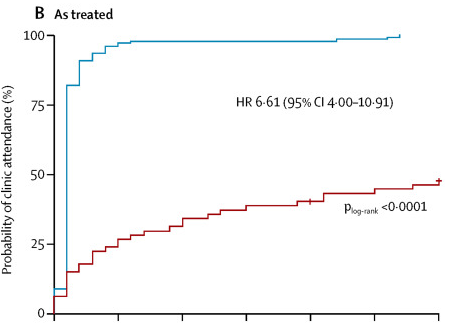 B As treated
100
HR 6·61 (95% CI 4·00–10·91)
75
Probability of clinic attendance (%)
50
plog-rank <0·0001
25
0